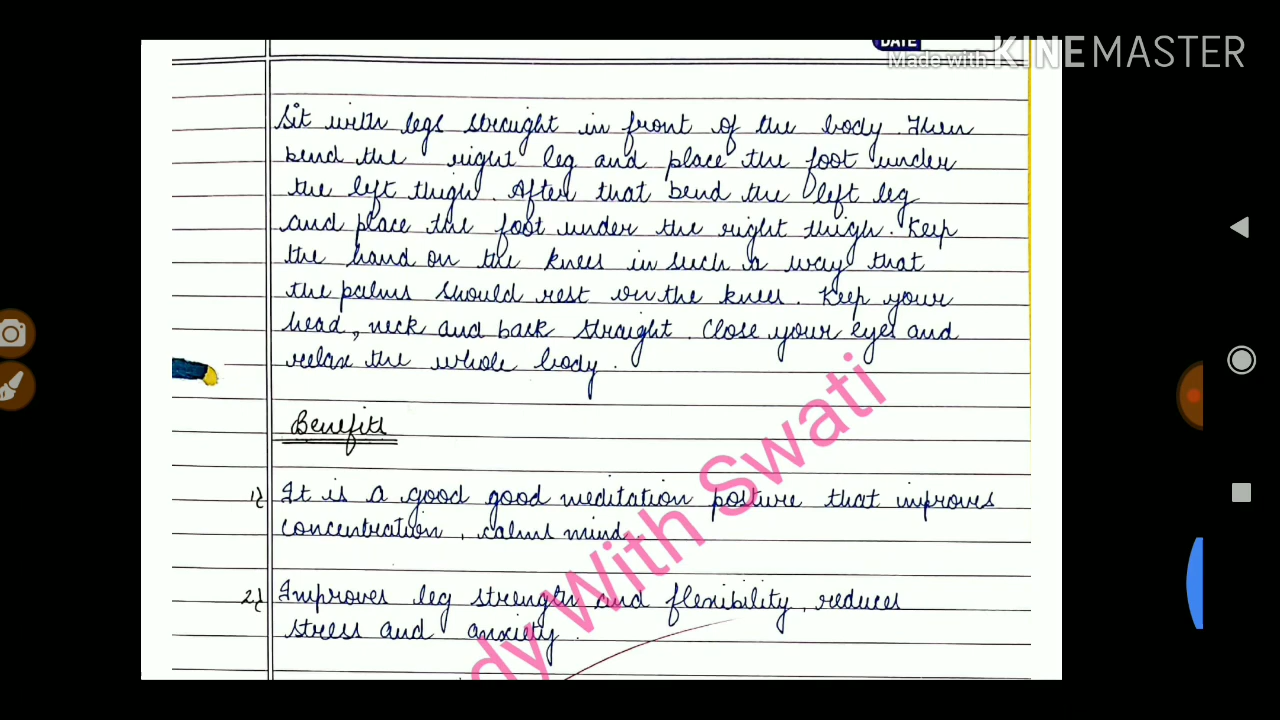 DATE
Made with KINEMASTER
Sit with legs straight in front of the body. Then
bend the right leg and place the foot under
the left thigh. After that bend the left leg
and place the foot under the right thigh. Keep
the hand on the knees in such a way that
the palms should rest on the knees. Keep your
head, neck and back straight. Close your eyes and
relax the whole body.
Benefits
1) It is a good good meditation posture that improves
concentration, calms mind.
2) Improves leg strength and flexibility, reduces
stress and anxiety.
dy With Swati